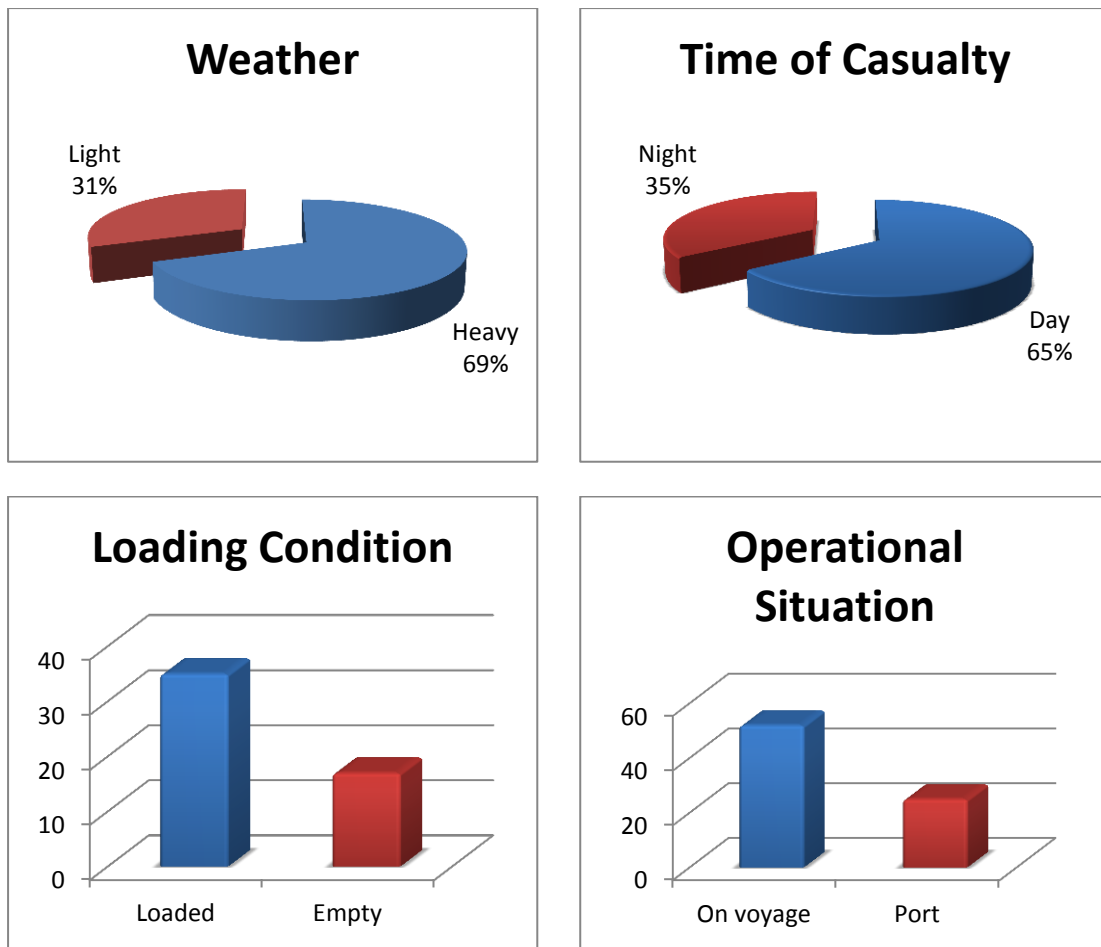 Weather
Light
31%
Heavy
69%
Time of Casualty
Night
35%
Day
65%
Loading Condition
40
30
20
10
0
Loaded
Empty
Operational
Situation
60
40
20
0
On voyage
Port